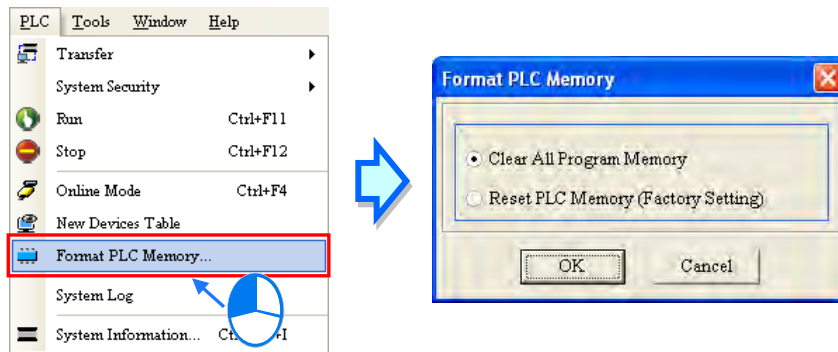 PLC Tools Window Help
Transfer
System Security
Run Ctrl+F11
Stop Ctrl+F12
Online Mode Ctrl+F4
New Devices Table
Format PLC Memory...
System Log
System Information...
Format PLC Memory
Clear All Program Memory
Reset PLC Memory (Factory Setting)
OK Cancel